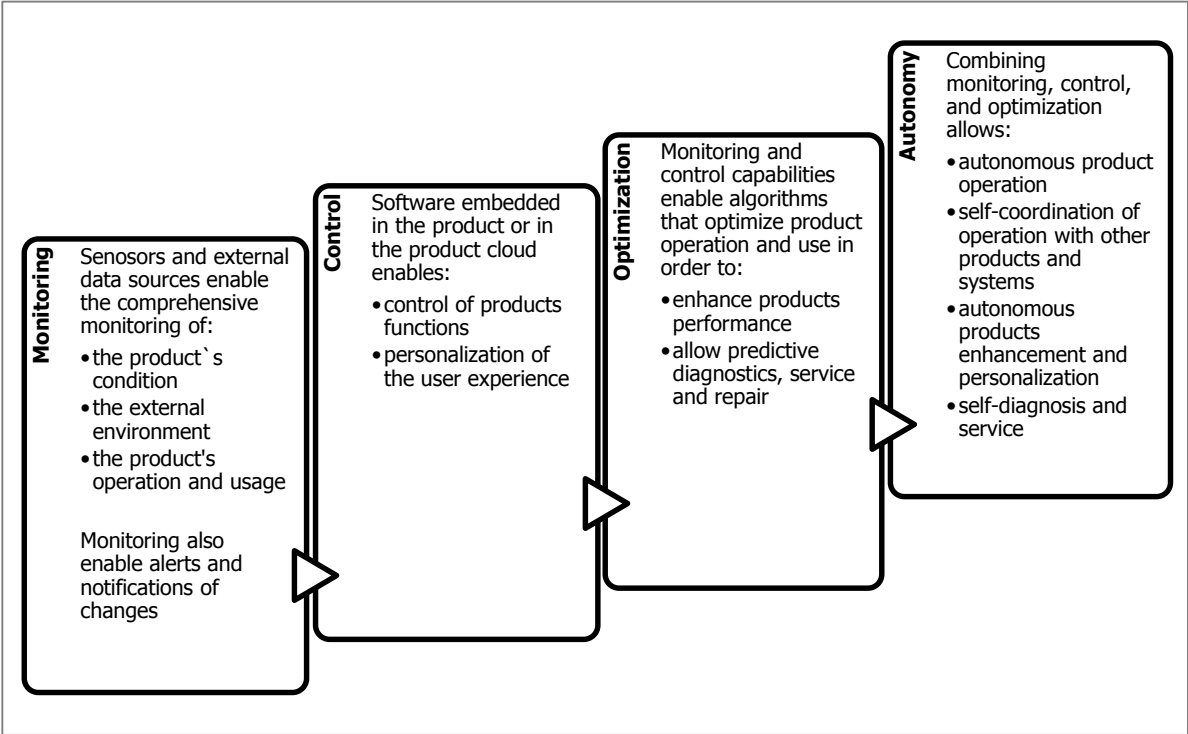 Monitoring
Senosors and external
data sources enable
the comprehensive
monitoring of:
•the product`s
condition
•the external
environment
•the product's
operation and usage
Monitoring also
enable alerts and
notifications of
changes
Control
Software embedded
in the product or in
the product cloud
enables:
•control of products
functions
•personalization of
the user experience
Optimization
Monitoring and
control capabilities
enable algorithms
that optimize product
operation and use in
order to:
•enhance products
performance
•allow predictive
diagnostics, service
and repair
Autonomy
Combining
monitoring, control,
and optimization
allows:
•autonomous product
operation
•self-coordination of
operation with other
products and
systems
•autonomous
products
enhancement and
personalization
•self-diagnosis and
service